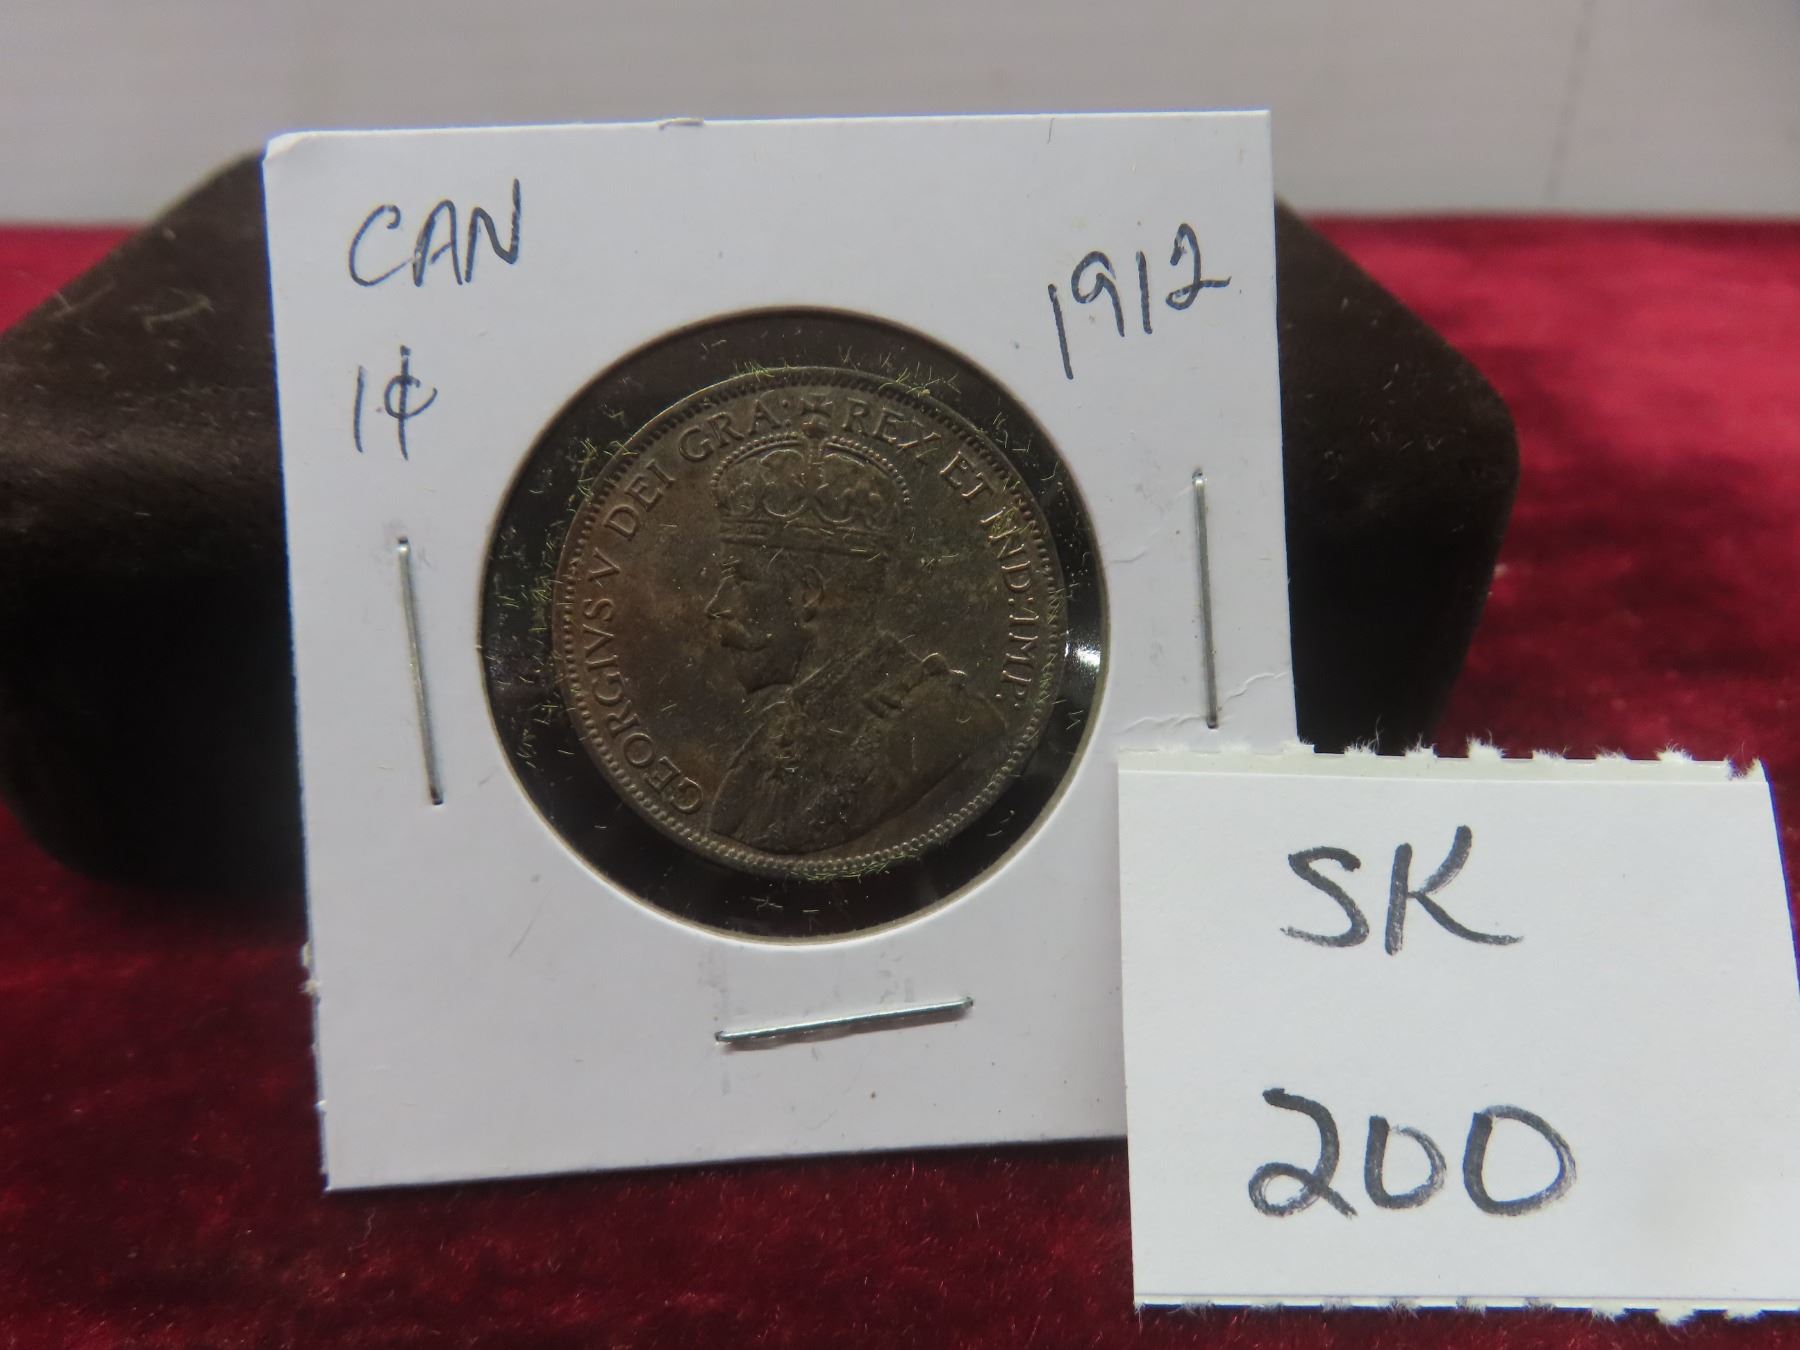 CAN
1¢
1912
GEORGIVS V DEI GRA: REX ET IND: IMP:
SK
200